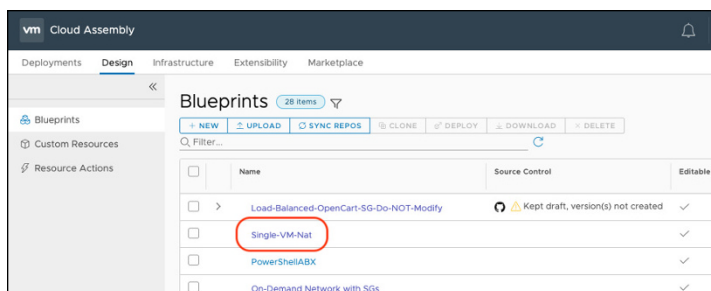 vm Cloud Assembly
Deployments Design Infrastructure Extensibility Marketplace
Blueprints
Custom Resources
Resource Actions
Blueprints 28 items
+ NEW UPLOAD SYNC REPOS CLONE DEPLOY DOWNLOAD × DELETE
Filter...
Name Source Control Editable
Load-Balanced-OpenCart-SG-Do-NOT-Modify Kept draft, version(s) not created
Single-VM-Nat
PowerShellABX
On-Demand Network with SGs